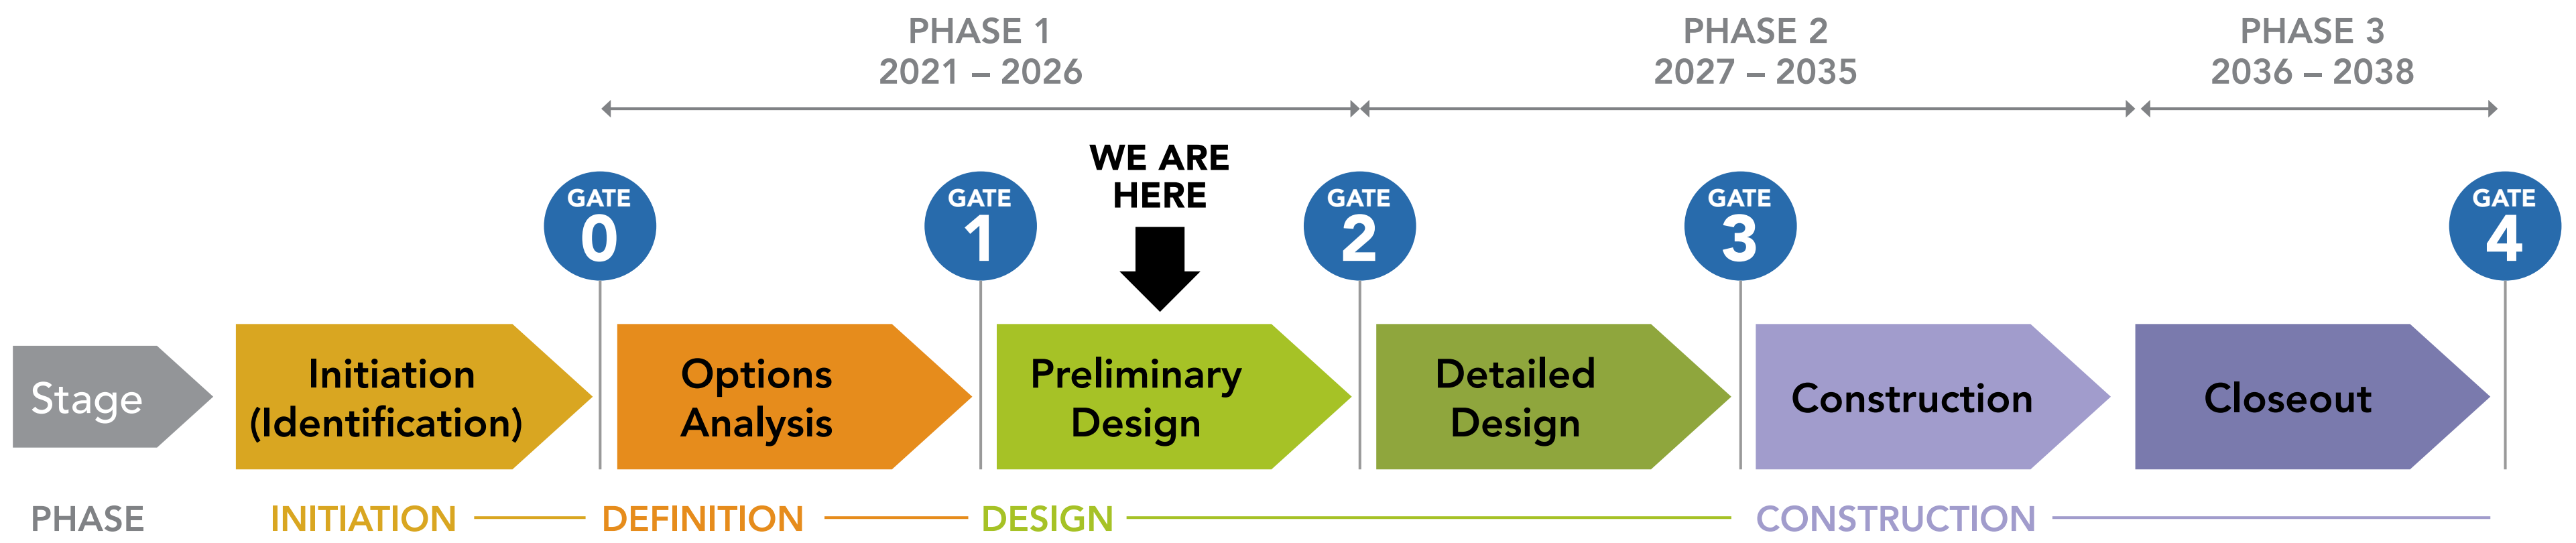 PHASE 1
2021 – 2026
PHASE 2
2027 – 2035
PHASE 3
2036 – 2038
WE ARE
HERE
GATE
0
GATE
1
GATE
2
GATE
3
GATE
4
Stage
Initiation
(Identification)
Options
Analysis
Preliminary
Design
Detailed
Design
Construction
Closeout
PHASE
INITIATION
DEFINITION
DESIGN
CONSTRUCTION